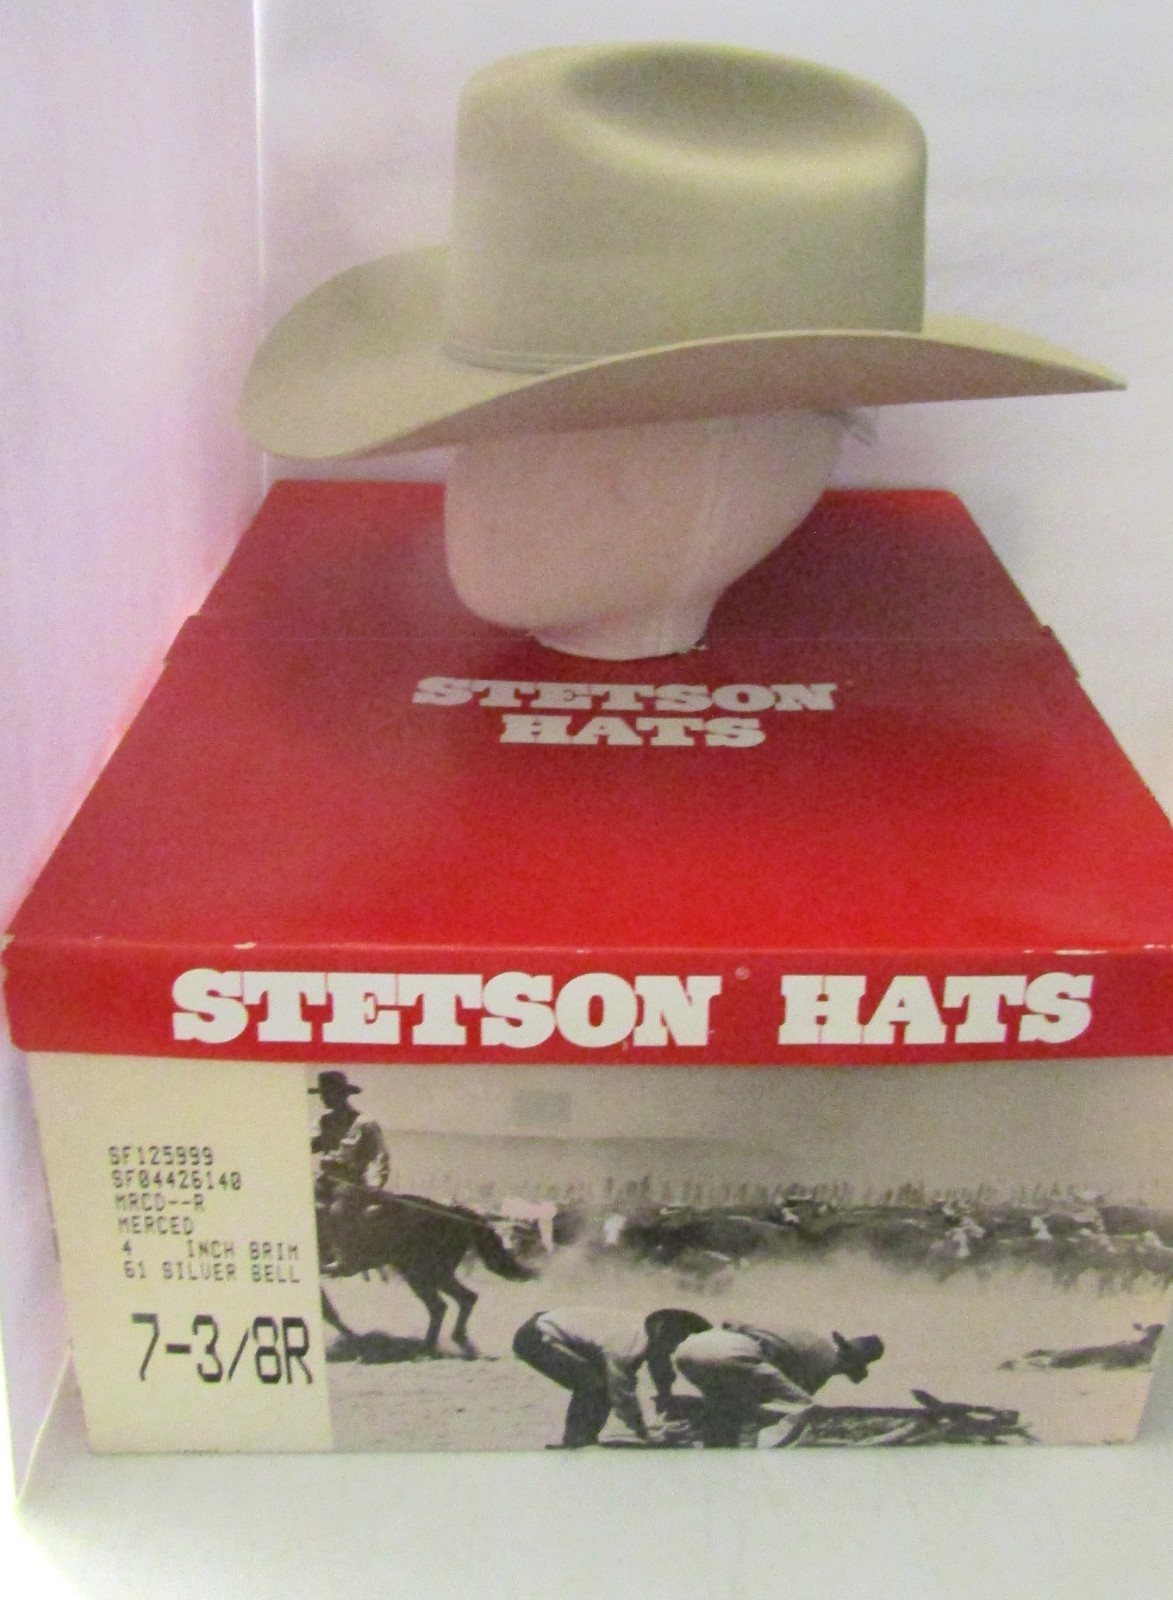 STETSON
HATS
STETSON® HATS
SF125999
SF04426140
MRCD--R
MERCED
4 INCH BRIM
61 SILVER BELL
7-3/8R